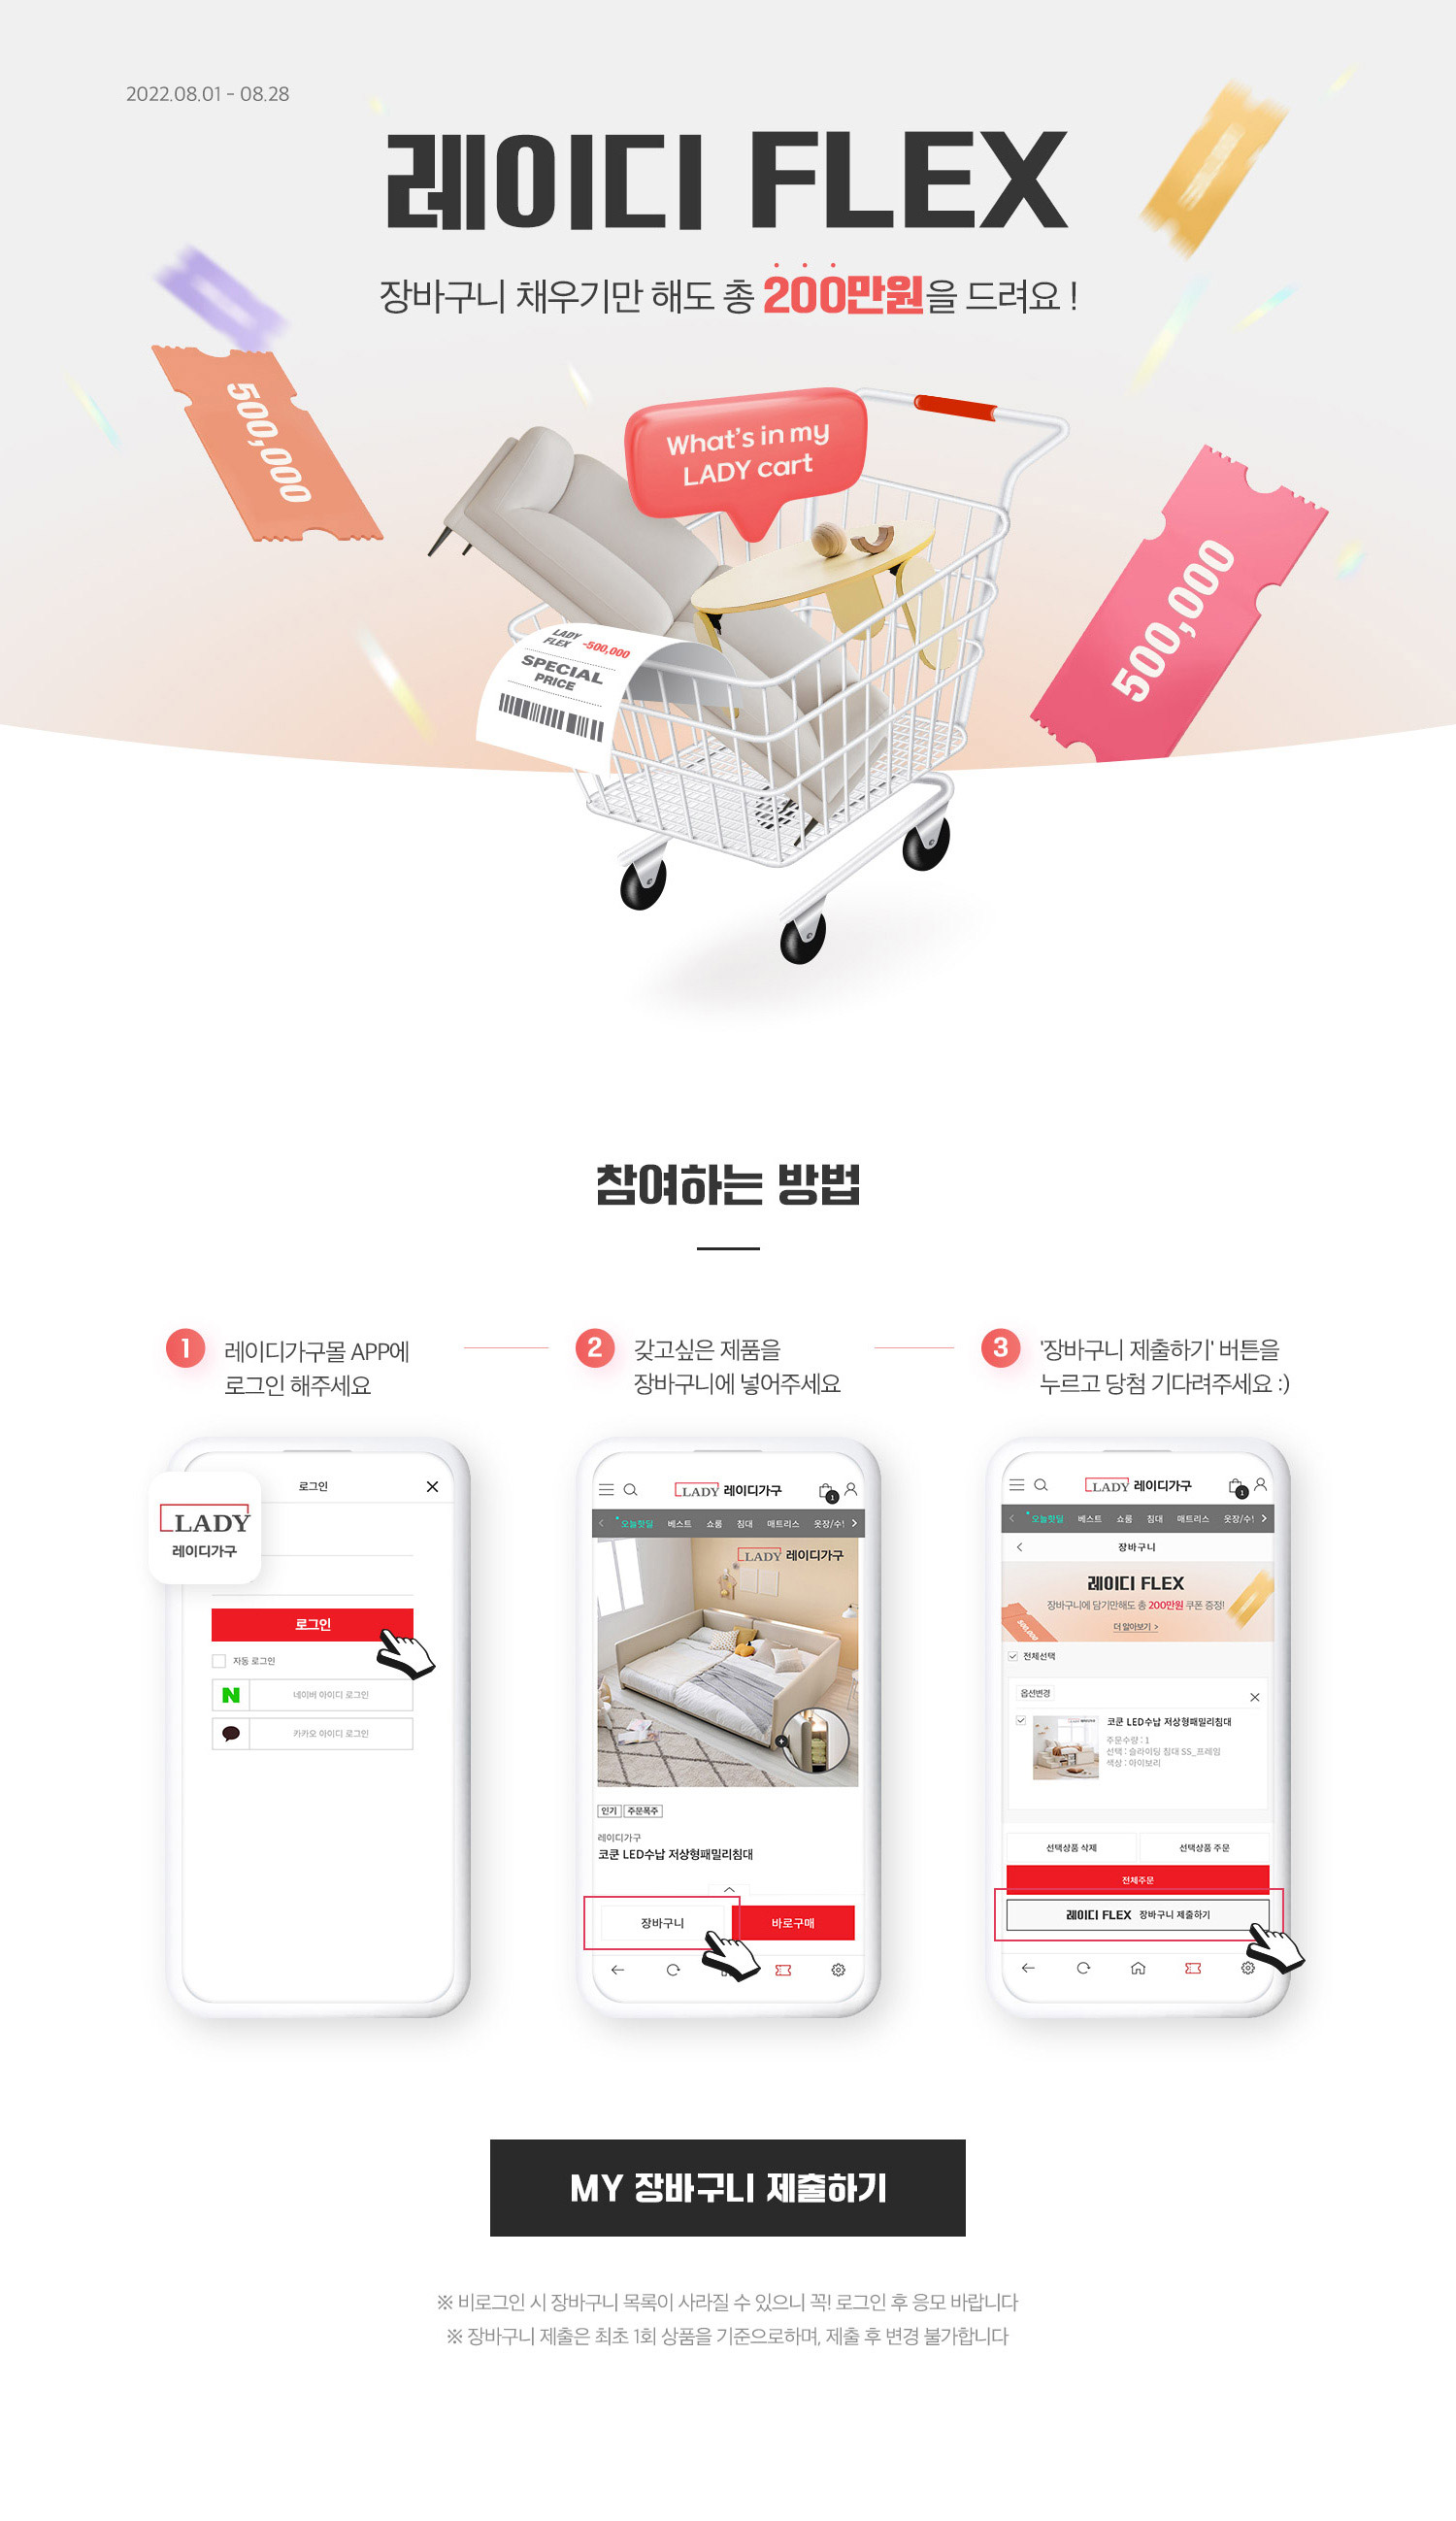 2022.08.01 - 08.28
레이디 FLEX
장바구니 채우기만 해도 총 200만원을 드려요 !
500,000
What's in my
LADY cart
500,000
LADY
FLEX -500,000
SPECIAL
PRICE
참여하는 방법
1 레이디가구몰 APP에
로그인 해주세요
2 갖고싶은 제품을
장바구니에 넣어주세요
3 '장바구니 제출하기' 버튼을
누르고 당첨 기다려주세요 :)
로그인
LADY
레이디가구
로그인
자동 로그인
N 네이버 아이디 로그인
카카오 아이디 로그인
LADY 레이디가구
1
오늘핫딜 베스트 쇼룸 침대 매트리스 옷장/수
LADY 레이디가구
인기 주문폭주
레이디가구
코쿤 LED수납 저상형패밀리침대
장바구니 바로구매
LADY 레이디가구
1
오늘핫딜 베스트 쇼룸 침대 매트리스 옷장/수
장바구니
레이디 FLEX
장바구니에 담기만해도 총 200만원 쿠폰 증정!
더 알아보기 >
500,000
전체선택
옵션변경
코쿤 LED수납 저상형패밀리침대
주문수량 : 1
선택 : 슬라이딩 침대 SS_프레임
색상 : 아이보리
선택상품 삭제 선택상품 주문
전체주문
레이디 FLEX 장바구니 제출하기
MY 장바구니 제출하기
※ 비로그인 시 장바구니 목록이 사라질 수 있으니 꼭! 로그인 후 응모 바랍니다
※ 장바구니 제출은 최초 1회 상품을 기준으로하며, 제출 후 변경 불가합니다